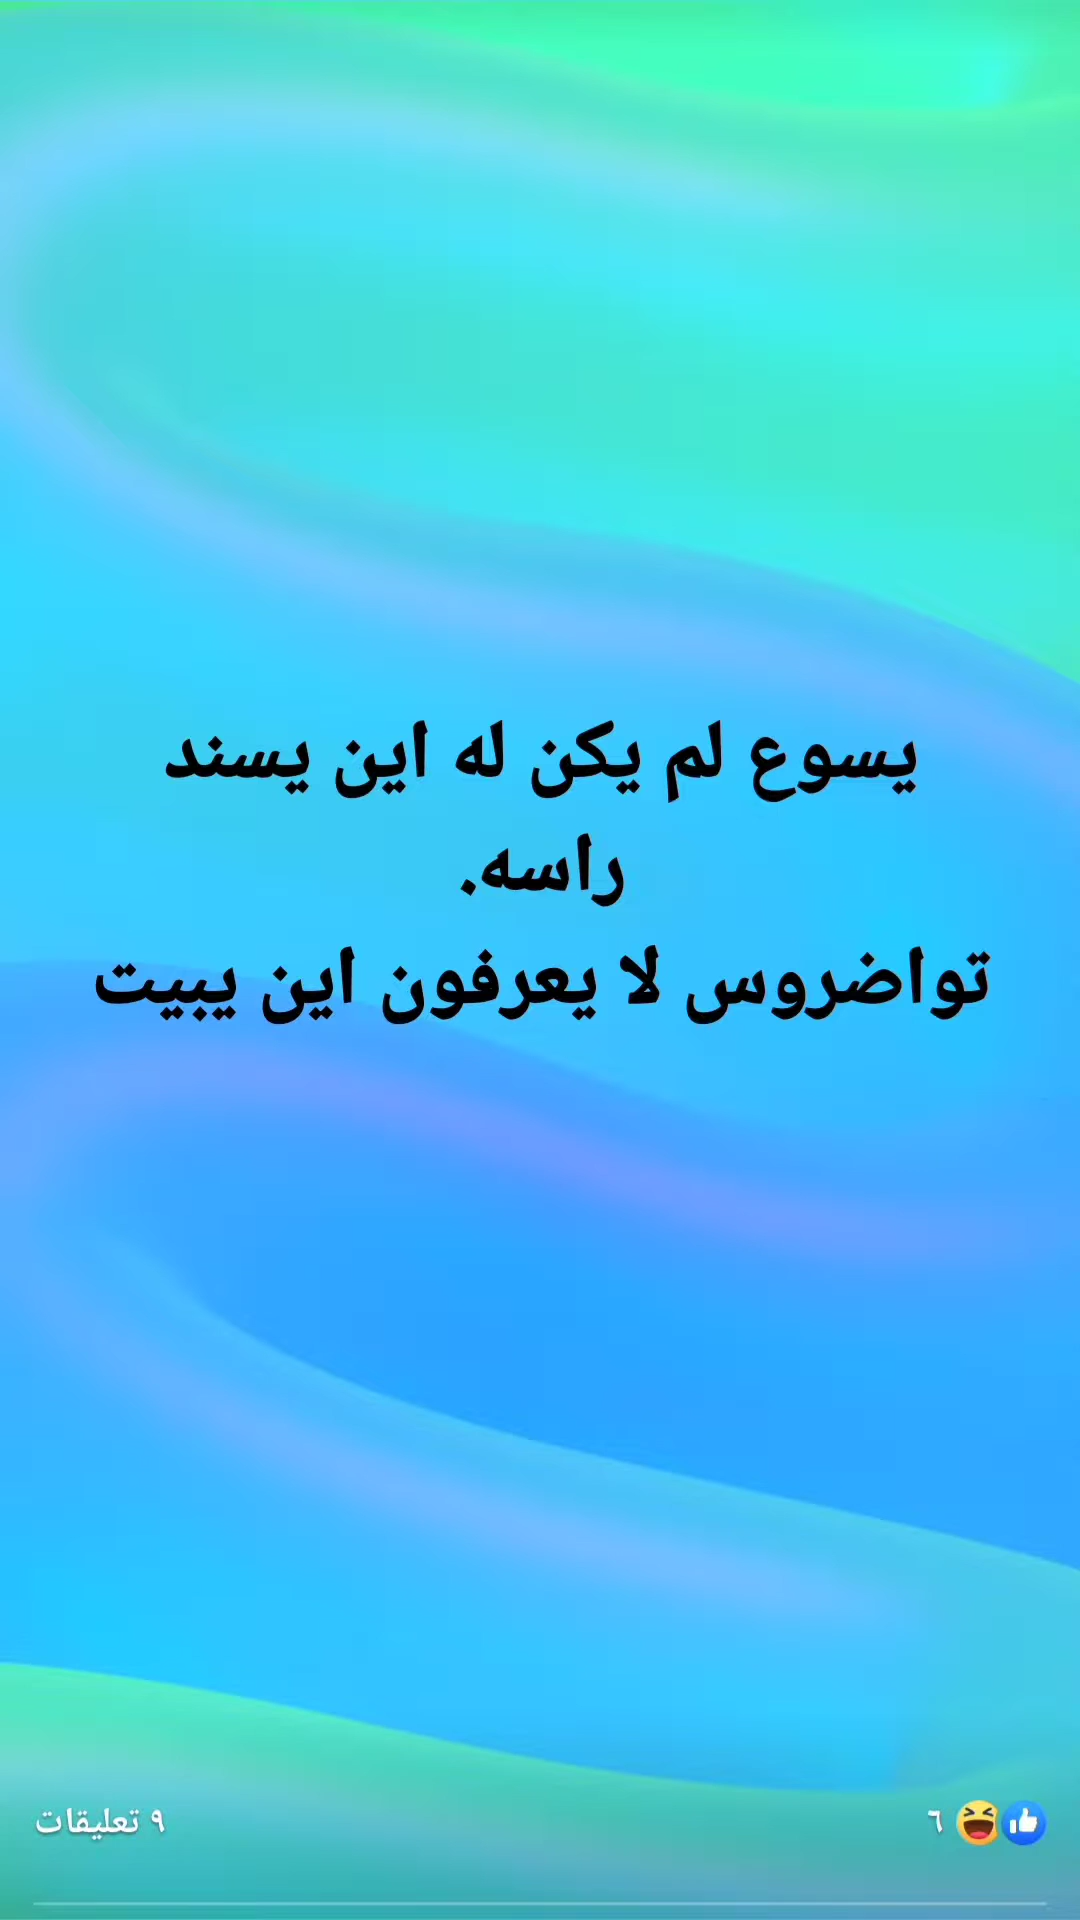 يسوع لم يكن له اين يسند
راسه.
تواضروس لا يعرفون اين يبيت
٩ تعليقات
٦